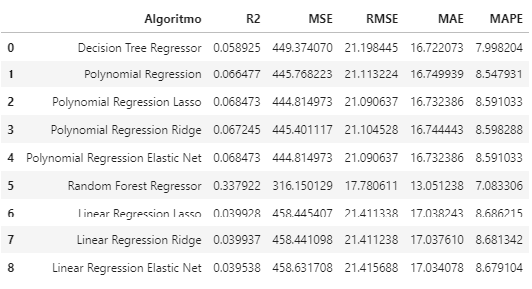 Algoritmo R2 MSE RMSE MAE MAPE
0 Decision Tree Regressor 0.058925 449.374070 21.198445 16.722073 7.998204
1 Polynomial Regression 0.066477 445.768223 21.113224 16.749939 8.547931
2 Polynomial Regression Lasso 0.068473 444.814973 21.090637 16.732386 8.591033
3 Polynomial Regression Ridge 0.067245 445.401117 21.104528 16.744443 8.598288
4 Polynomial Regression Elastic Net 0.068473 444.814973 21.090637 16.732386 8.591033
5 Random Forest Regressor 0.337922 316.150129 17.780611 13.051238 7.083306
6 Linear Regression Lasso 0.039928 458.445407 21.411338 17.038243 8.686215
7 Linear Regression Ridge 0.039937 458.441098 21.411238 17.037610 8.681342
8 Linear Regression Elastic Net 0.039538 458.631708 21.415688 17.034078 8.679104